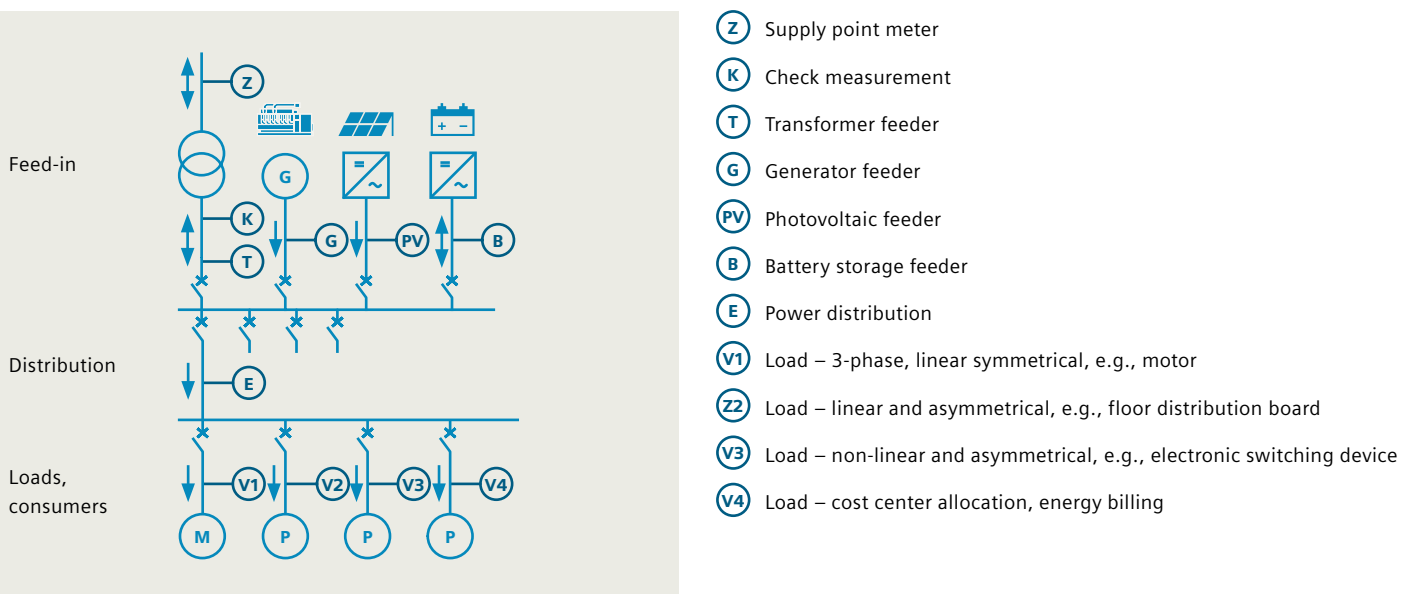 Feed-in
Distribution
Loads,
consumers
Z
G
= ~
+ −
= ~
K
T
G
PV
B
E
V1
V2
V3
V4
M
P
P
P
Z Supply point meter
K Check measurement
T Transformer feeder
G Generator feeder
PV Photovoltaic feeder
B Battery storage feeder
E Power distribution
V1 Load – 3-phase, linear symmetrical, e.g., motor
Z2 Load – linear and asymmetrical, e.g., floor distribution board
V3 Load – non-linear and asymmetrical, e.g., electronic switching device
V4 Load – cost center allocation, energy billing